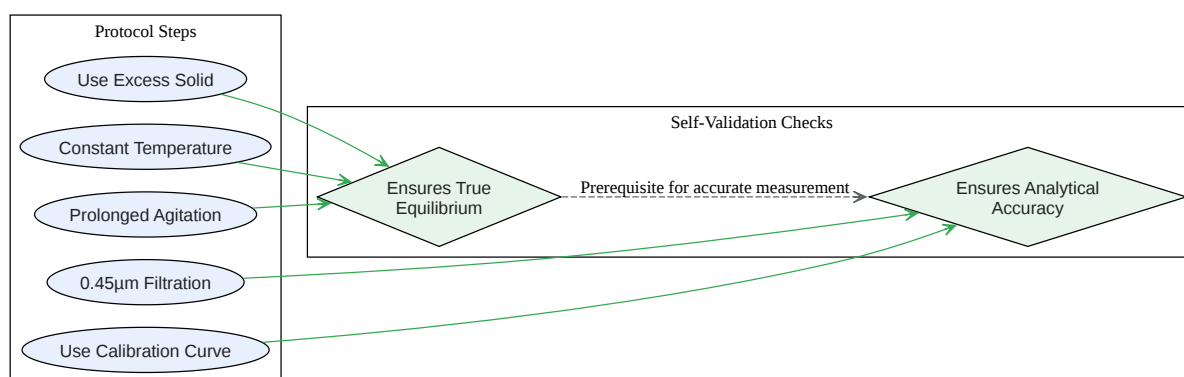 Protocol Steps
Use Excess Solid
Constant Temperature
Prolonged Agitation
0.45µm Filtration
Use Calibration Curve
Self-Validation Checks
Ensures True
Equilibrium
Prerequisite for accurate measurement
Ensures Analytical
Accuracy